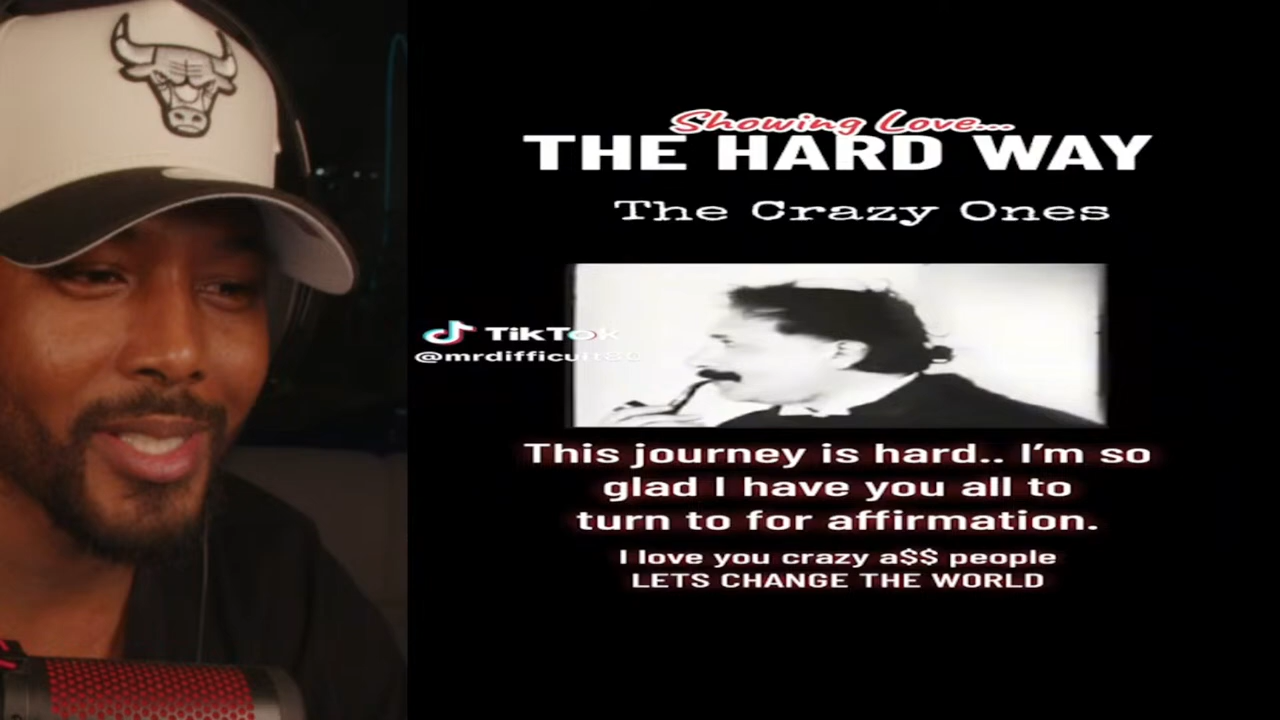 Showing Love...
THE HARD WAY
The Crazy Ones
TikTok
@mrdifficult80
This journey is hard.. I'm so
glad I have you all to
turn to for affirmation.
I love you crazy a$$ people
LETS CHANGE THE WORLD